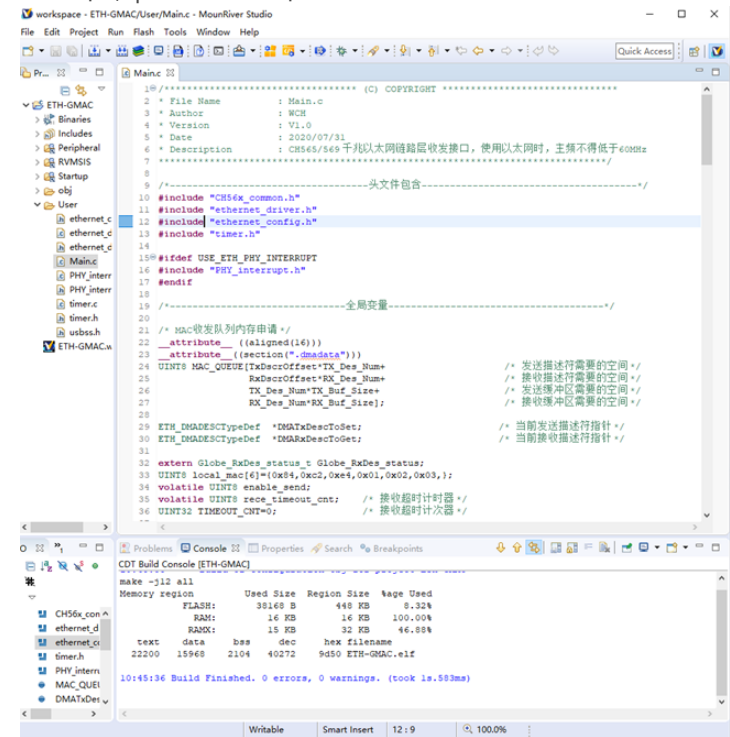 workspace - ETH-GMAC/User/Main.c - MounRiver Studio
File Edit Project Run Flash Tools Window Help
Quick Access
Pr...
Main.c
ETH-GMAC
Binaries
Includes
Peripheral
RVMSIS
Startup
obj
User
ethernet_c
ethernet_d
ethernet_d
Main.c
PHY_interr
PHY_interr
timer.c
timer.h
usbss.h
ETH-GMAC.w
1 /******************************** (C) COPYRIGHT *******************************
2 * File Name : Main.c
3 * Author : WCH
4 * Version : V1.0
5 * Date : 2020/07/31
6 * Description : CH565/569千兆以太网链路层收发接口，使用以太网时，主频不得低于60MHz
7 *******************************************************************************/
8
9 /*------------------------------头文件包含---------------------------------*/
10 #include "CH56x_common.h"
11 #include "ethernet_driver.h"
12 #include "ethernet_config.h"
13 #include "timer.h"
14
15 #ifdef USE_ETH_PHY_INTERRUPT
16 #include "PHY_interrupt.h"
17 #endif
18
19 /*---------------------------全局变量---------------------------------*/
20
21 /* MAC收发队列内存申请 */
22 __attribute__ ((aligned(16)))
23 __attribute__((section(".dmadata")))
24 UINT8 MAC_QUEUE[TxDscrOffset*TX_Des_Num+ /* 发送描述符需要的空间 */
25 RxDscrOffset*RX_Des_Num+ /* 接收描述符需要的空间 */
26 TX_Des_Num*TX_Buf_Size+ /* 发送缓冲区需要的空间 */
27 RX_Des_Num*RX_Buf_Size]; /* 接收缓冲区需要的空间 */
28
29 ETH_DMADESCTypeDef *DMATxDescToSet; /* 当前发送描述符指针 */
30 ETH_DMADESCTypeDef *DMARxDescToGet; /* 当前接收描述符指针 */
31
32 extern Globe_RxDes_status_t Globe_RxDes_status;
33 UINT8 local_mac[6]={0x84,0xc2,0xe4,0x01,0x02,0x03,};
34 volatile UINT8 enable_send;
35 volatile UINT8 rece_timeout_cnt; /* 接收超时计时器 */
36 UINT32 TIMEOUT_CNT=0; /* 接收超时计次器 */
Problems Console Properties Search Breakpoints
CDT Build Console [ETH-GMAC]
make -j12 all
Memory region Used Size Region Size %age Used
FLASH: 38168 B 448 KB 8.32%
RAM: 16 KB 16 KB 100.00%
RAMX: 15 KB 32 KB 46.88%
text data bss dec hex filename
22200 15968 2104 40272 9d50 ETH-GMAC.elf
10:45:36 Build Finished. 0 errors, 0 warnings. (took 1s.583ms)
CH56x_con
ethernet_d
ethernet_cc
timer.h
PHY_interr
MAC_QUEU
DMATxDes
Writable Smart Insert 12 : 9 100.0%